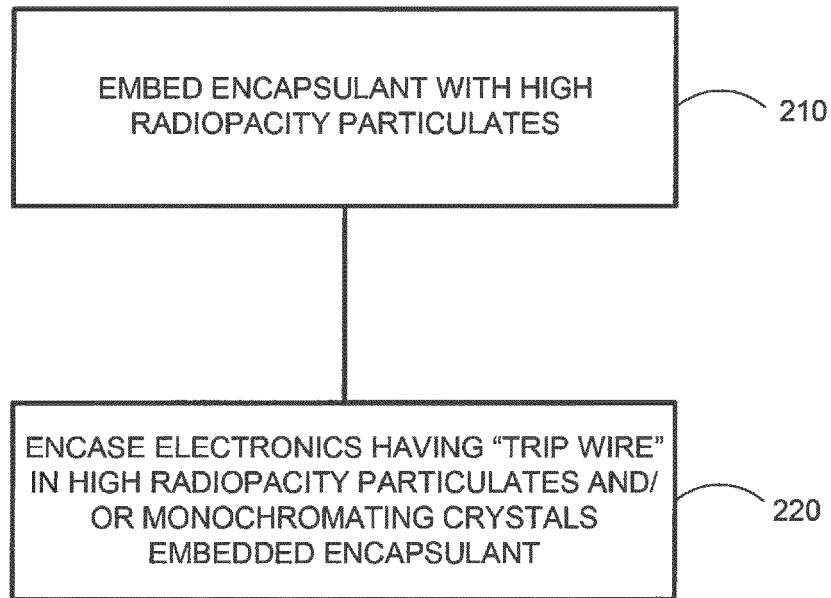 EMBED ENCAPSULANT WITH HIGH
RADIOPACITY PARTICULATES
210
ENCASE ELECTRONICS HAVING “TRIP WIRE”
IN HIGH RADIOPACITY PARTICULATES AND/
OR MONOCHROMATING CRYSTALS
EMBEDDED ENCAPSULANT
220